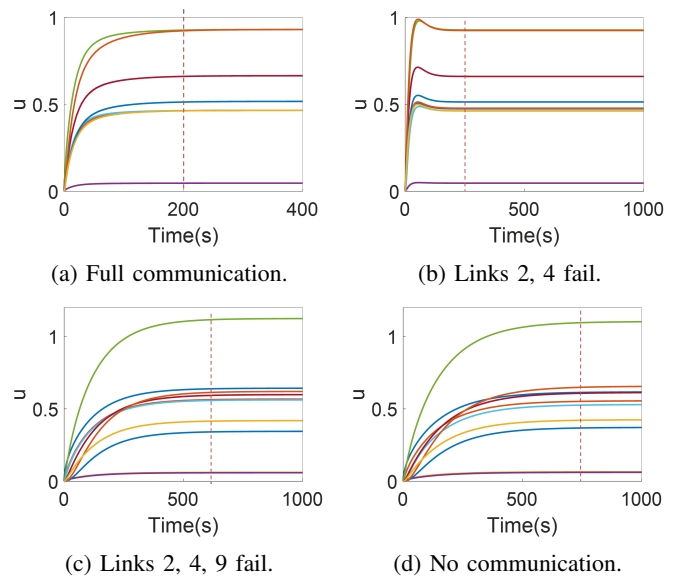 1
0.5
0
u
0 200 400
Time(s)
(a) Full communication.
1
0.5
0
u
0 500 1000
Time(s)
(b) Links 2, 4 fail.
1
0.5
0
u
0 500 1000
Time(s)
(c) Links 2, 4, 9 fail.
1
0.5
0
u
0 500 1000
Time(s)
(d) No communication.